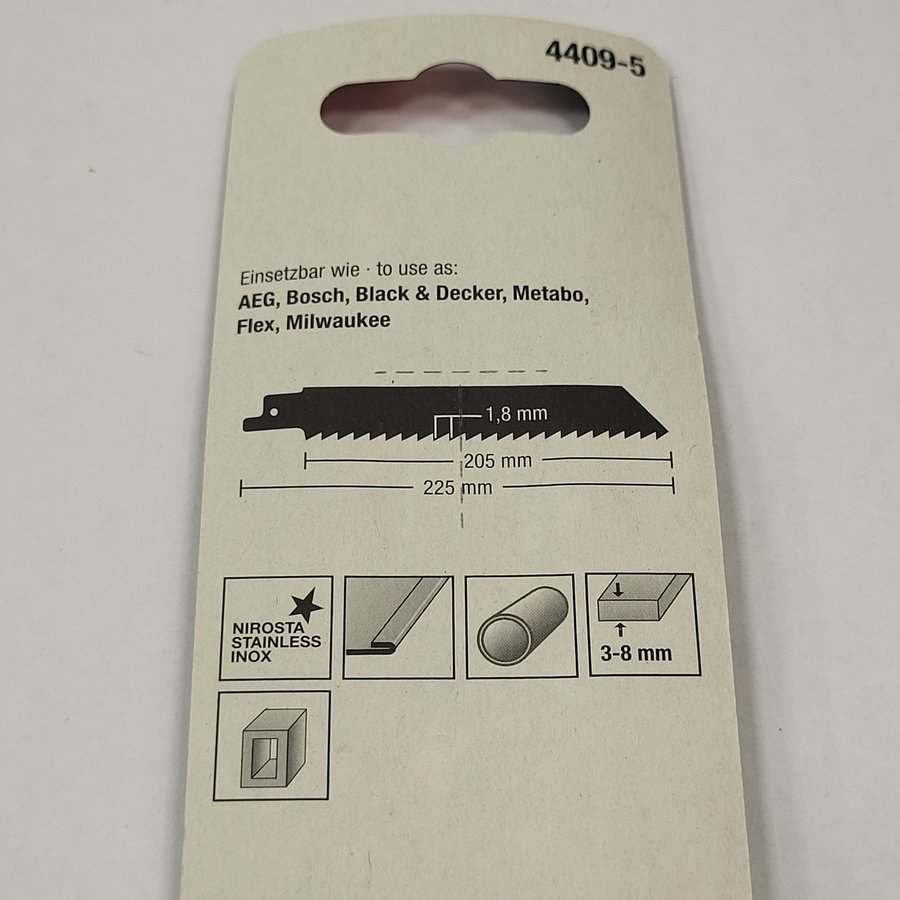 4409-5
Einsetzbar wie · to use as:
AEG, Bosch, Black & Decker, Metabo,
Flex, Milwaukee
1,8 mm
205 mm
225 mm
NIROSTA
STAINLESS
INOX
3-8 mm